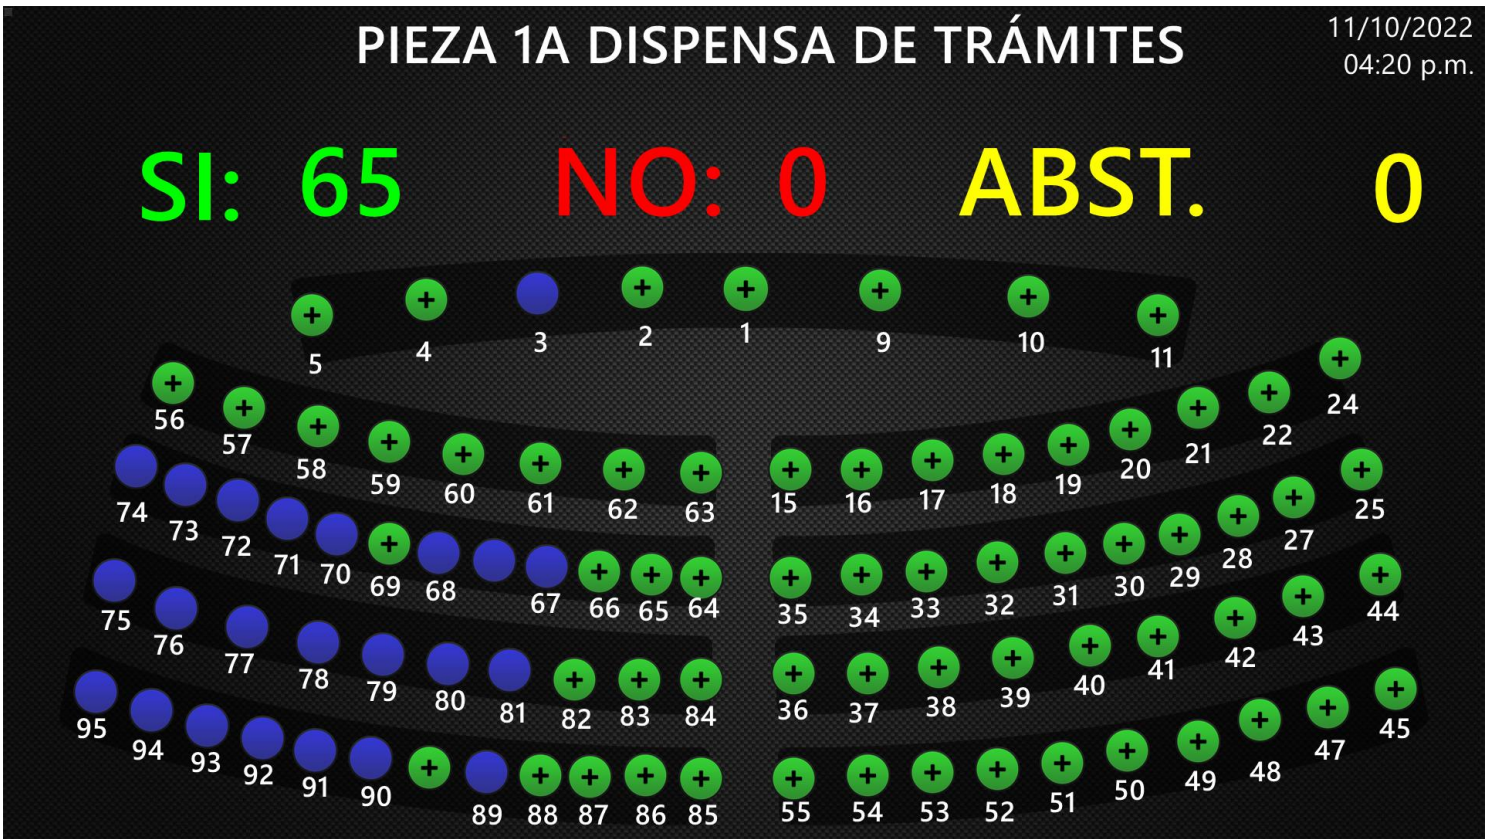 PIEZA 1A DISPENSA DE TRÁMITES
11/10/2022
04:20 p.m.
SI: 65 NO: 0 ABST. 0
5 4 3 2 1 9 10 11
56 57 58 59 60 61 62 63 15 16 17 18 19 20 21 22 24
74 73 72 71 70 69 68 67 66 65 64 35 34 33 32 31 30 29 28 27 25
75 76 77 78 79 80 81 82 83 84 36 37 38 39 40 41 42 43 44
95 94 93 92 91 90 89 88 87 86 85 55 54 53 52 51 50 49 48 47 45